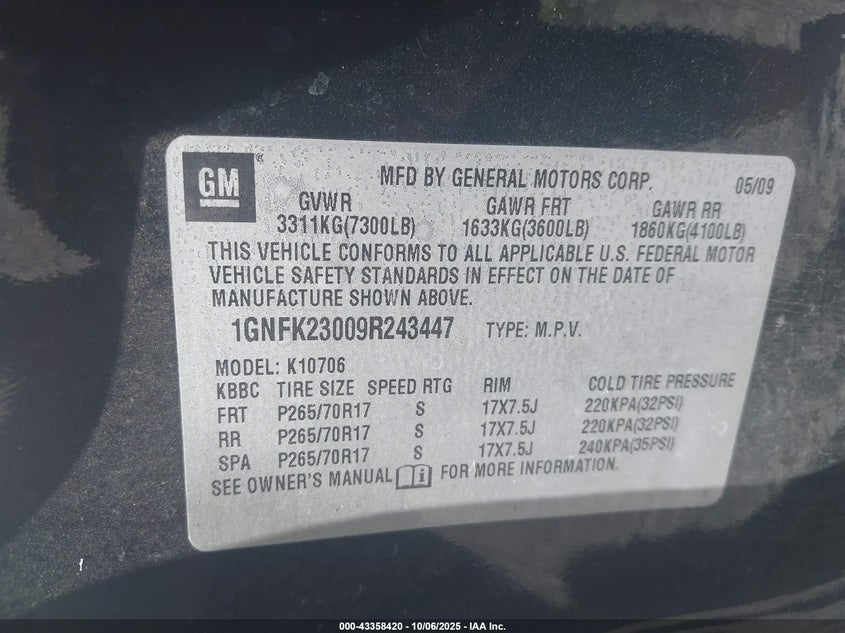 GM
MFD BY GENERAL MOTORS CORP. 05/09
GVWR GAWR FRT GAWR RR
3311KG(7300LB) 1633KG(3600LB) 1860KG(4100LB)
THIS VEHICLE CONFORMS TO ALL APPLICABLE U.S. FEDERAL MOTOR
VEHICLE SAFETY STANDARDS IN EFFECT ON THE DATE OF
MANUFACTURE SHOWN ABOVE.
1GNFK23009R243447 TYPE: M.P.V.
MODEL: K10706
KBBC TIRE SIZE SPEED RTG RIM COLD TIRE PRESSURE
FRT P265/70R17 S 17X7.5J 220KPA(32PSI)
RR P265/70R17 S 17X7.5J 220KPA(32PSI)
SPA P265/70R17 S 17X7.5J 240KPA(35PSI)
SEE OWNER'S MANUAL i FOR MORE INFORMATION.
000-43358420 - 10/06/2025 - IAA Inc.